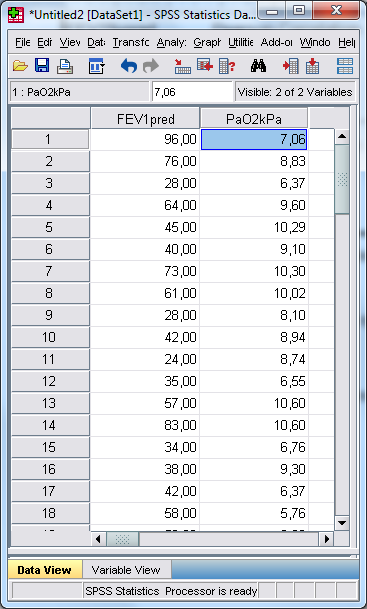 *Untitled2 [DataSet1] - SPSS Statistics Da...
File Edit View Data Transfo Analy: Graph Utilitie Add-or Windo Help
1 : PaO2kPa 7,06 Visible: 2 of 2 Variables
FEV1pred PaO2kPa
1 96,00 7,06
2 76,00 8,83
3 28,00 6,37
4 64,00 9,60
5 45,00 10,29
6 40,00 9,10
7 73,00 10,30
8 61,00 10,02
9 28,00 8,10
10 42,00 8,94
11 24,00 8,74
12 35,00 6,55
13 57,00 10,60
14 83,00 10,60
15 34,00 6,76
16 38,00 9,30
17 42,00 6,37
18 58,00 5,76
Data View Variable View
SPSS Statistics Processor is ready